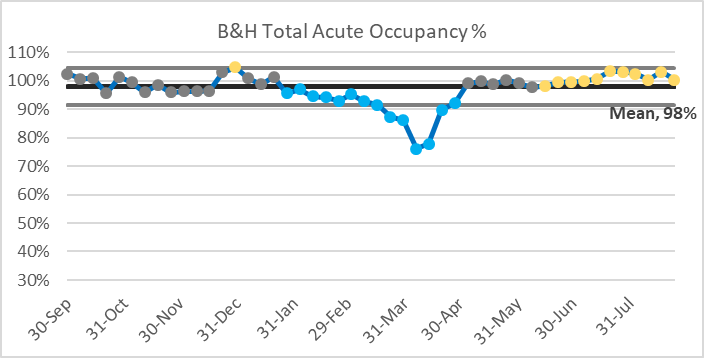 B&H Total Acute Occupancy %
110%
100%
90%
80%
70%
60%
50%
40%
30%
Mean, 98%
30-Sep
31-Oct
30-Nov
31-Dec
31-Jan
29-Feb
31-Mar
30-Apr
31-May
30-Jun
31-Jul